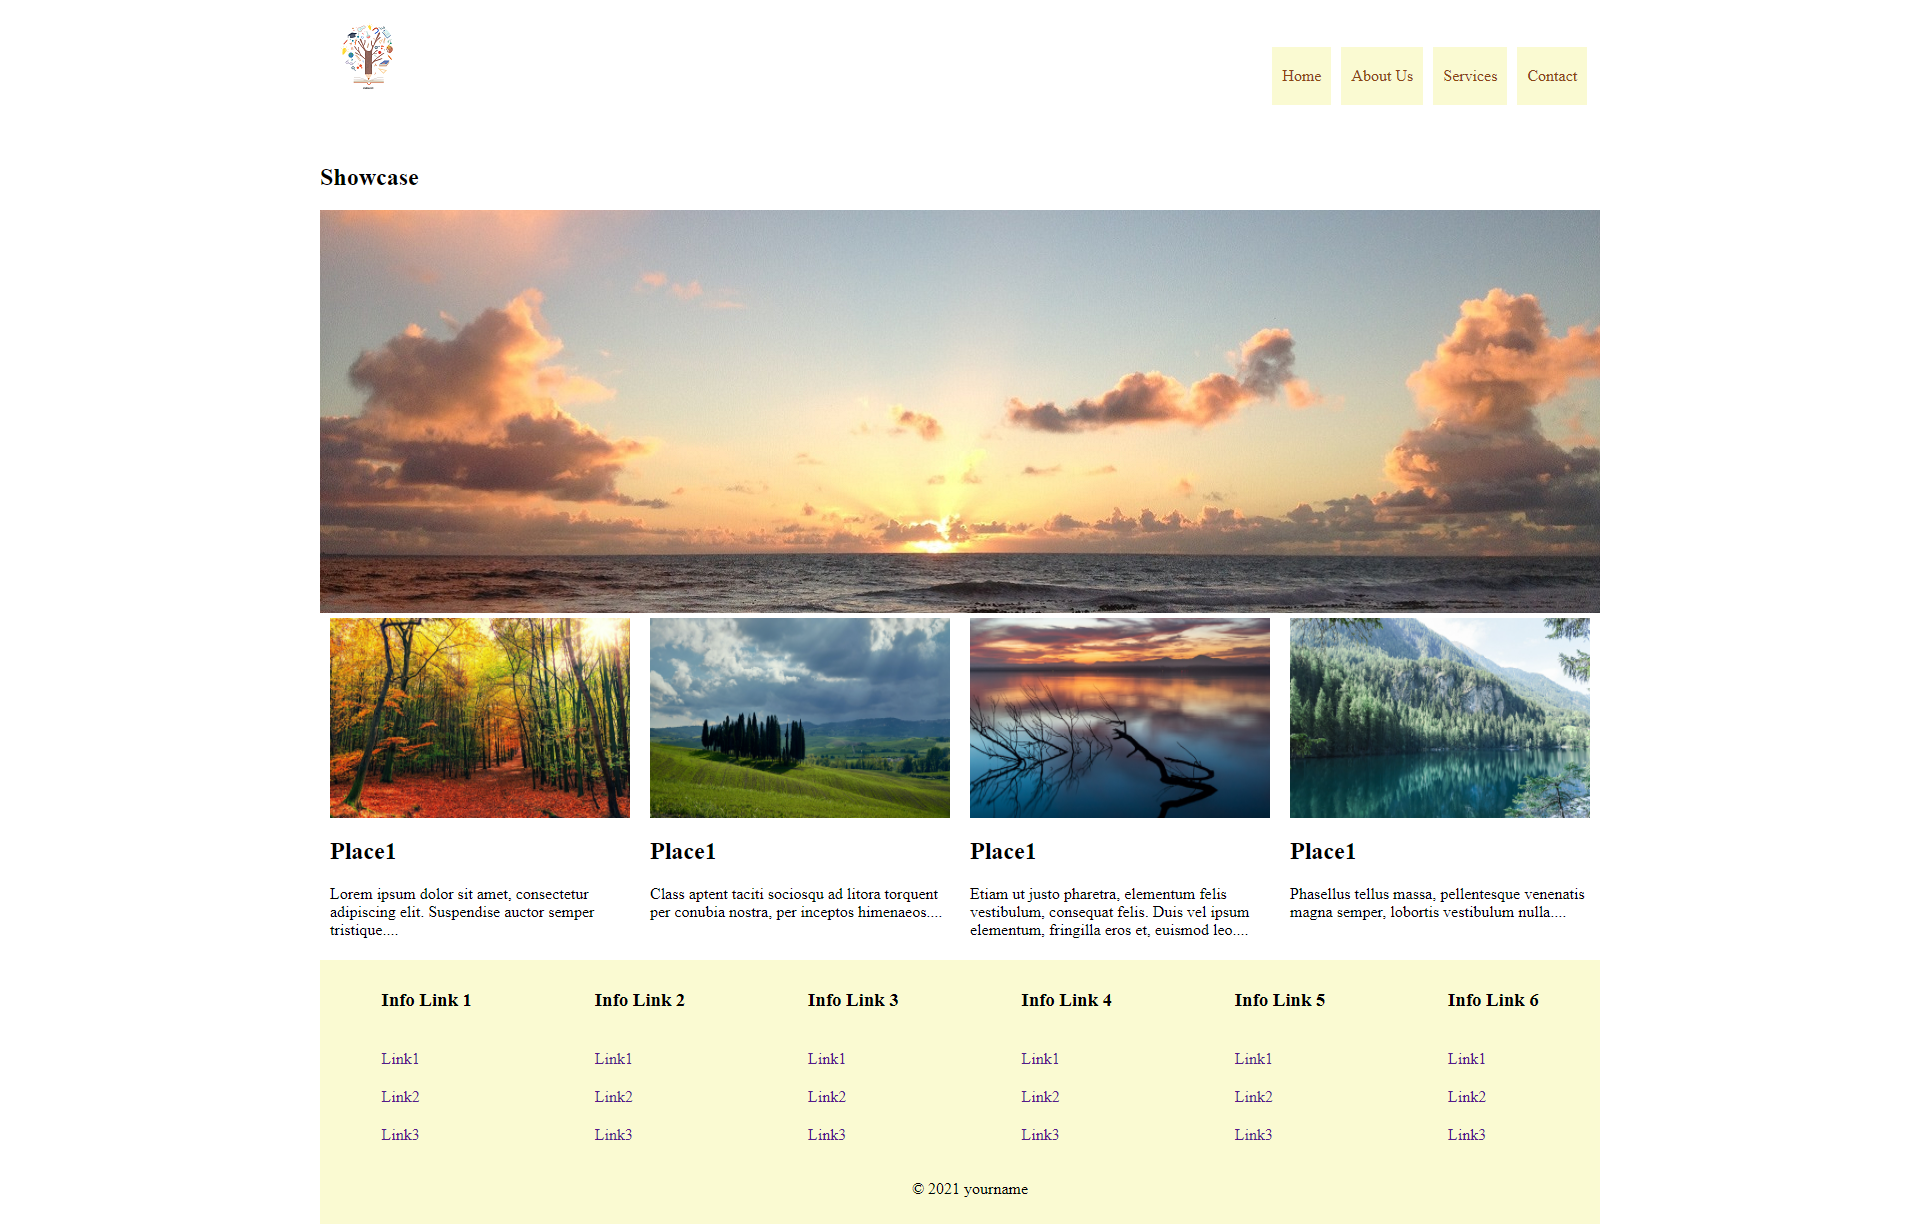 Home About Us Services Contact
Showcase
Place1
Lorem ipsum dolor sit amet, consectetur
adipiscing elit. Suspendise auctor semper
tristique....
Place1
Class aptent taciti sociosqu ad litora torquent
per conubia nostra, per inceptos himenaeos....
Place1
Etiam ut justo pharetra, elementum felis
vestibulum, consequat felis. Duis vel ipsum
elementum, fringilla eros et, euismod leo....
Place1
Phasellus tellus massa, pellentesque venenatis
magna semper, lobortis vestibulum nulla....
Info Link 1
Link1
Link2
Link3
Info Link 2
Link1
Link2
Link3
Info Link 3
Link1
Link2
Link3
Info Link 4
Link1
Link2
Link3
Info Link 5
Link1
Link2
Link3
Info Link 6
Link1
Link2
Link3
© 2021 yourname